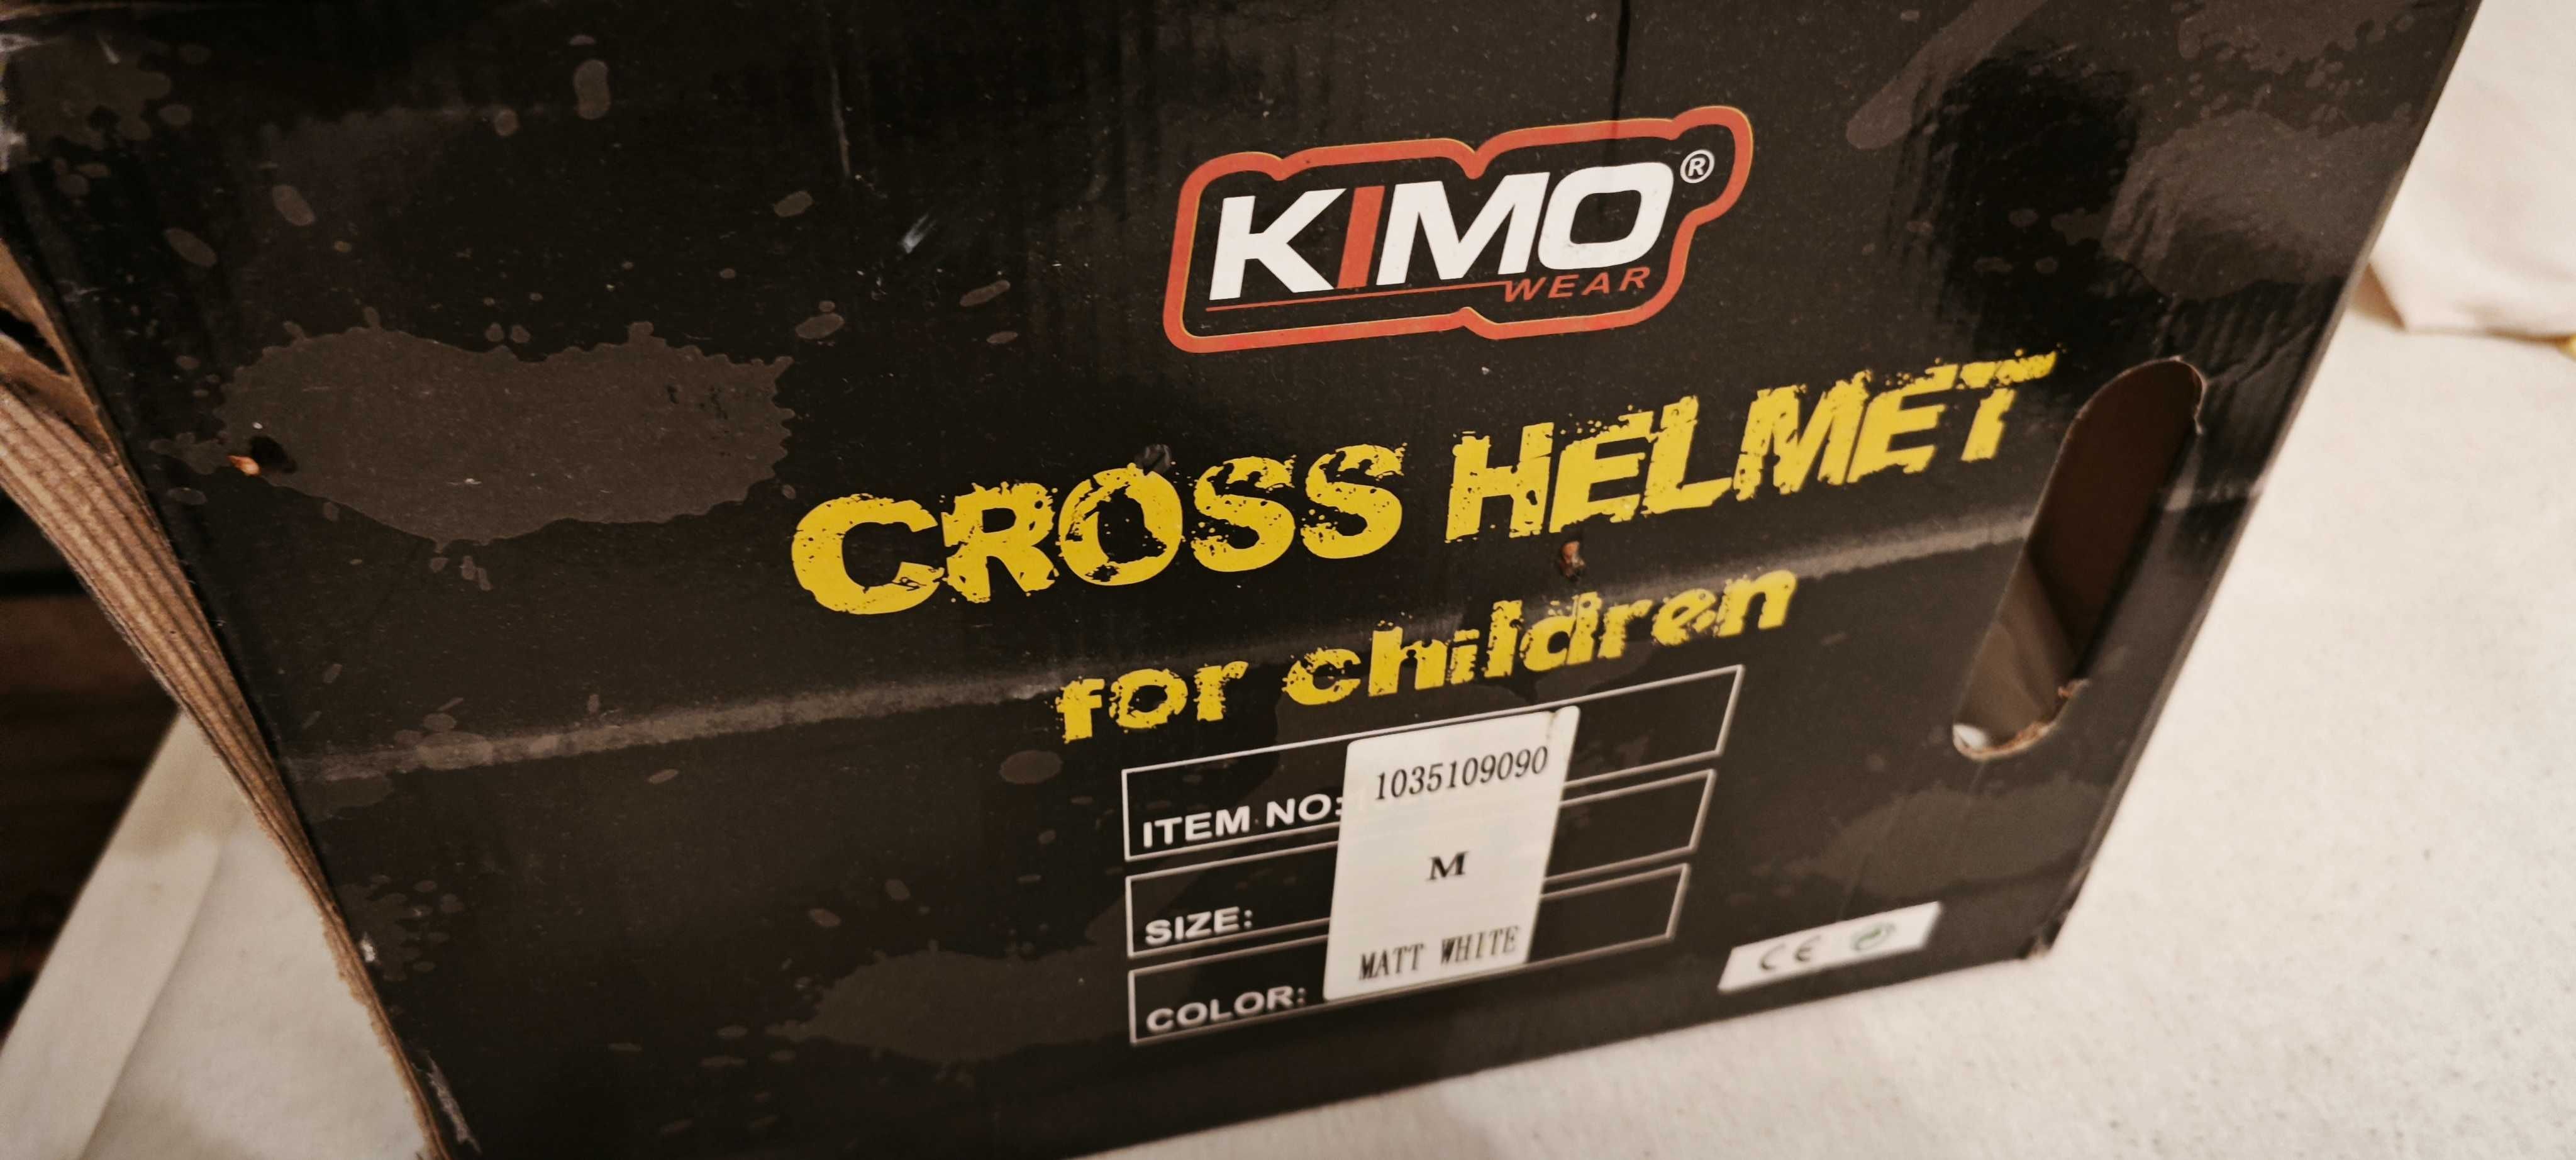 KIMO®
WEAR
CROSS HELMET
for children
ITEM NO: 1035109090
SIZE: M
COLOR: MATT WHITE
CE